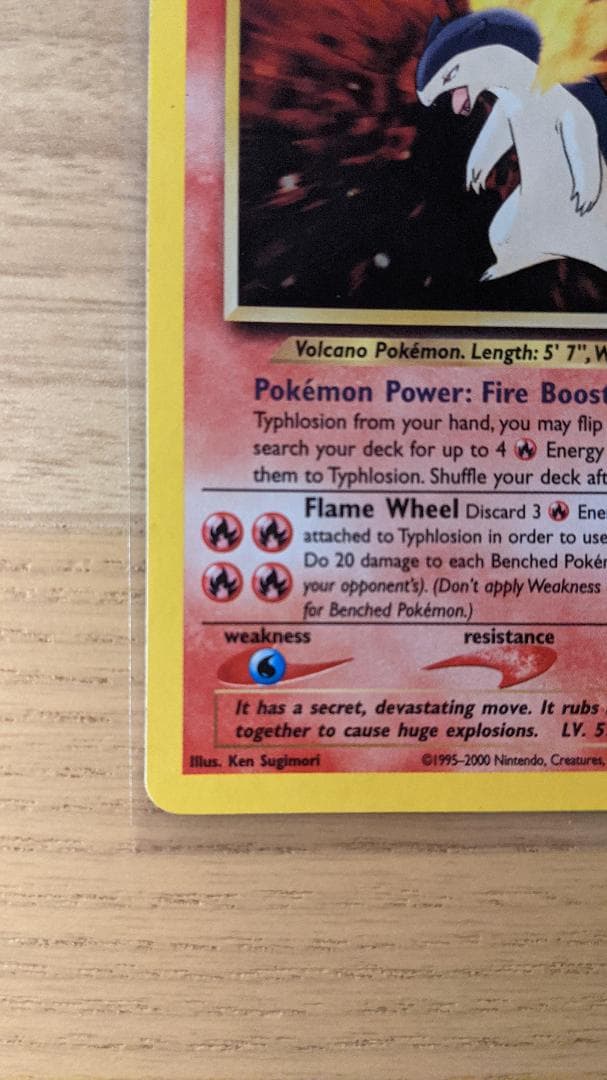 Volcano Pokémon. Length: 5' 7", W
Pokémon Power: Fire Boost
Typhlosion from your hand, you may flip
search your deck for up to 4 Energy
them to Typhlosion. Shuffle your deck aft
Flame Wheel Discard 3 Ene
attached to Typhlosion in order to use
Do 20 damage to each Benched Pokém
your opponent's). (Don't apply Weakness
for Benched Pokémon.)
weakness resistance
It has a secret, devastating move. It rubs
together to cause huge explosions. LV. 5
Illus. Ken Sugimori ©1995–2000 Nintendo, Creatures,